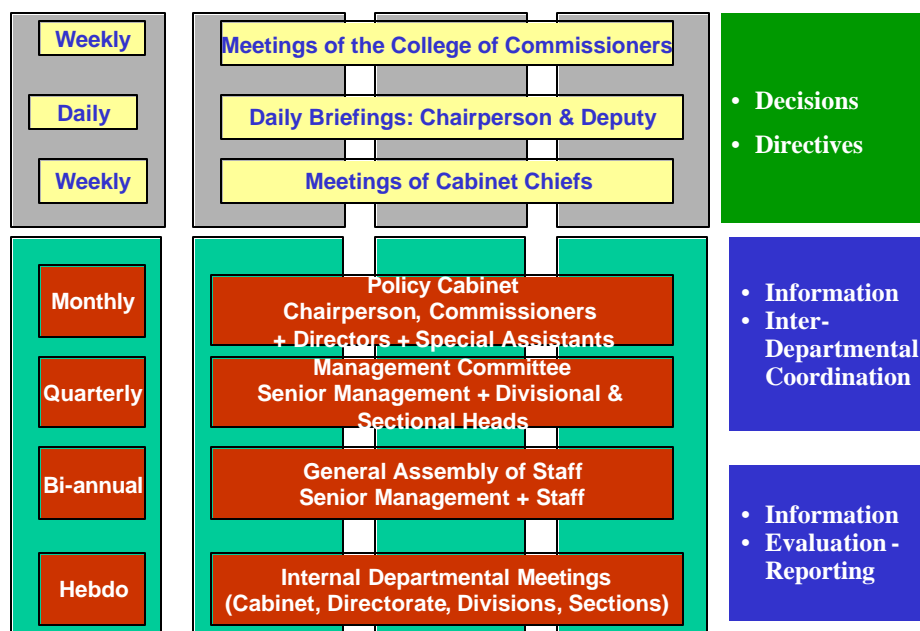 Weekly
Meetings of the College of Commissioners
Daily
Daily Briefings: Chairperson & Deputy
Weekly
Meetings of Cabinet Chiefs
• Decisions
• Directives
Monthly
Policy Cabinet
Chairperson, Commissioners
+ Directors + Special Assistants
Quarterly
Management Committee
Senior Management + Divisional &
Sectional Heads
• Information
• Inter-
Departmental
Coordination
Bi-annual
General Assembly of Staff
Senior Management + Staff
Hebdo
Internal Departmental Meetings
(Cabinet, Directorate, Divisions, Sections)
• Information
• Evaluation -
Reporting